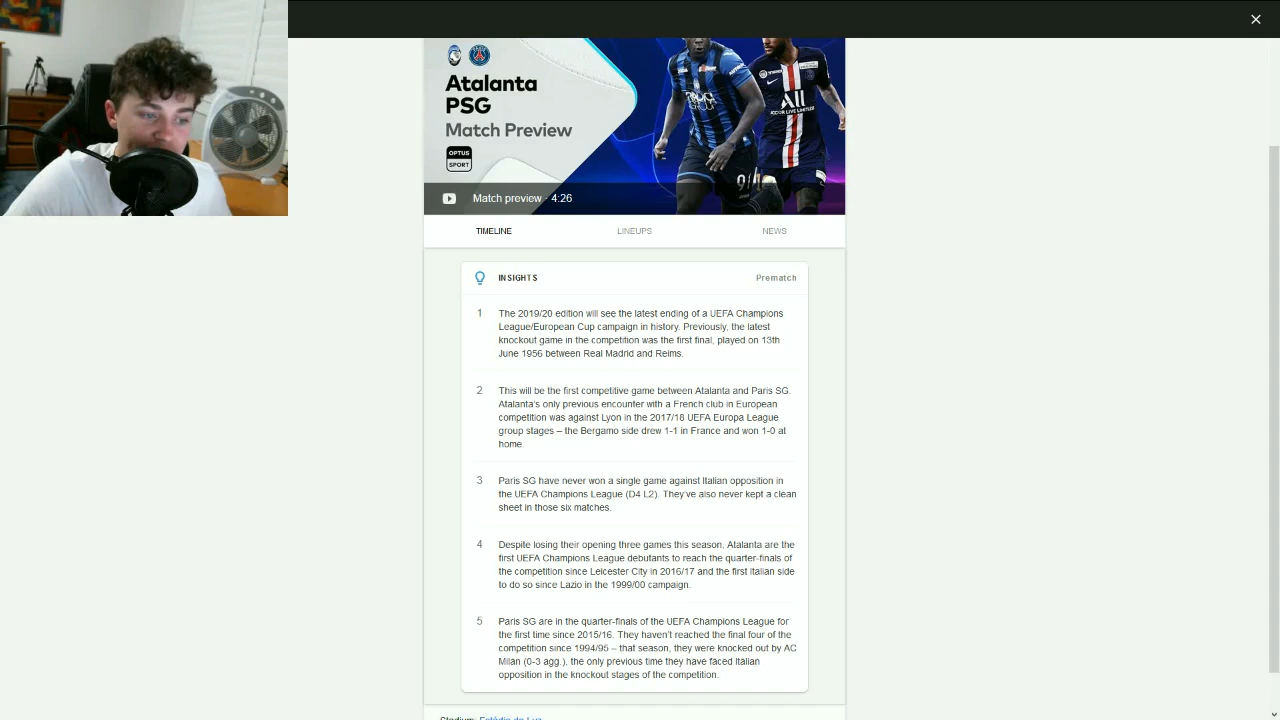 Atalanta
PSG
Match Preview
OPTUS
SPORT
Match preview - 4:26
TIMELINE
LINEUPS
NEWS
INSIGHTS
Prematch
1
The 2019/20 edition will see the latest ending of a UEFA Champions
League/European Cup campaign in history. Previously, the latest
knockout game in the competition was the first final, played on 13th
June 1956 between Real Madrid and Reims.
2
This will be the first competitive game between Atalanta and Paris SG.
Atalanta's only previous encounter with a French club in European
competition was against Lyon in the 2017/18 UEFA Europa League
group stages – the Bergamo side drew 1-1 in France and won 1-0 at
home.
3
Paris SG have never won a single game against Italian opposition in
the UEFA Champions League (D4 L2). They've also never kept a clean
sheet in those six matches.
4
Despite losing their opening three games this season, Atalanta are the
first UEFA Champions League debutants to reach the quarter-finals of
the competition since Leicester City in 2016/17 and the first Italian side
to do so since Lazio in the 1999/00 campaign.
5
Paris SG are in the quarter-finals of the UEFA Champions League for
the first time since 2015/16. They haven't reached the final four of the
competition since 1994/95 – that season, they were knocked out by AC
Milan (0-3 agg.), the only previous time they have faced Italian
opposition in the knockout stages of the competition.